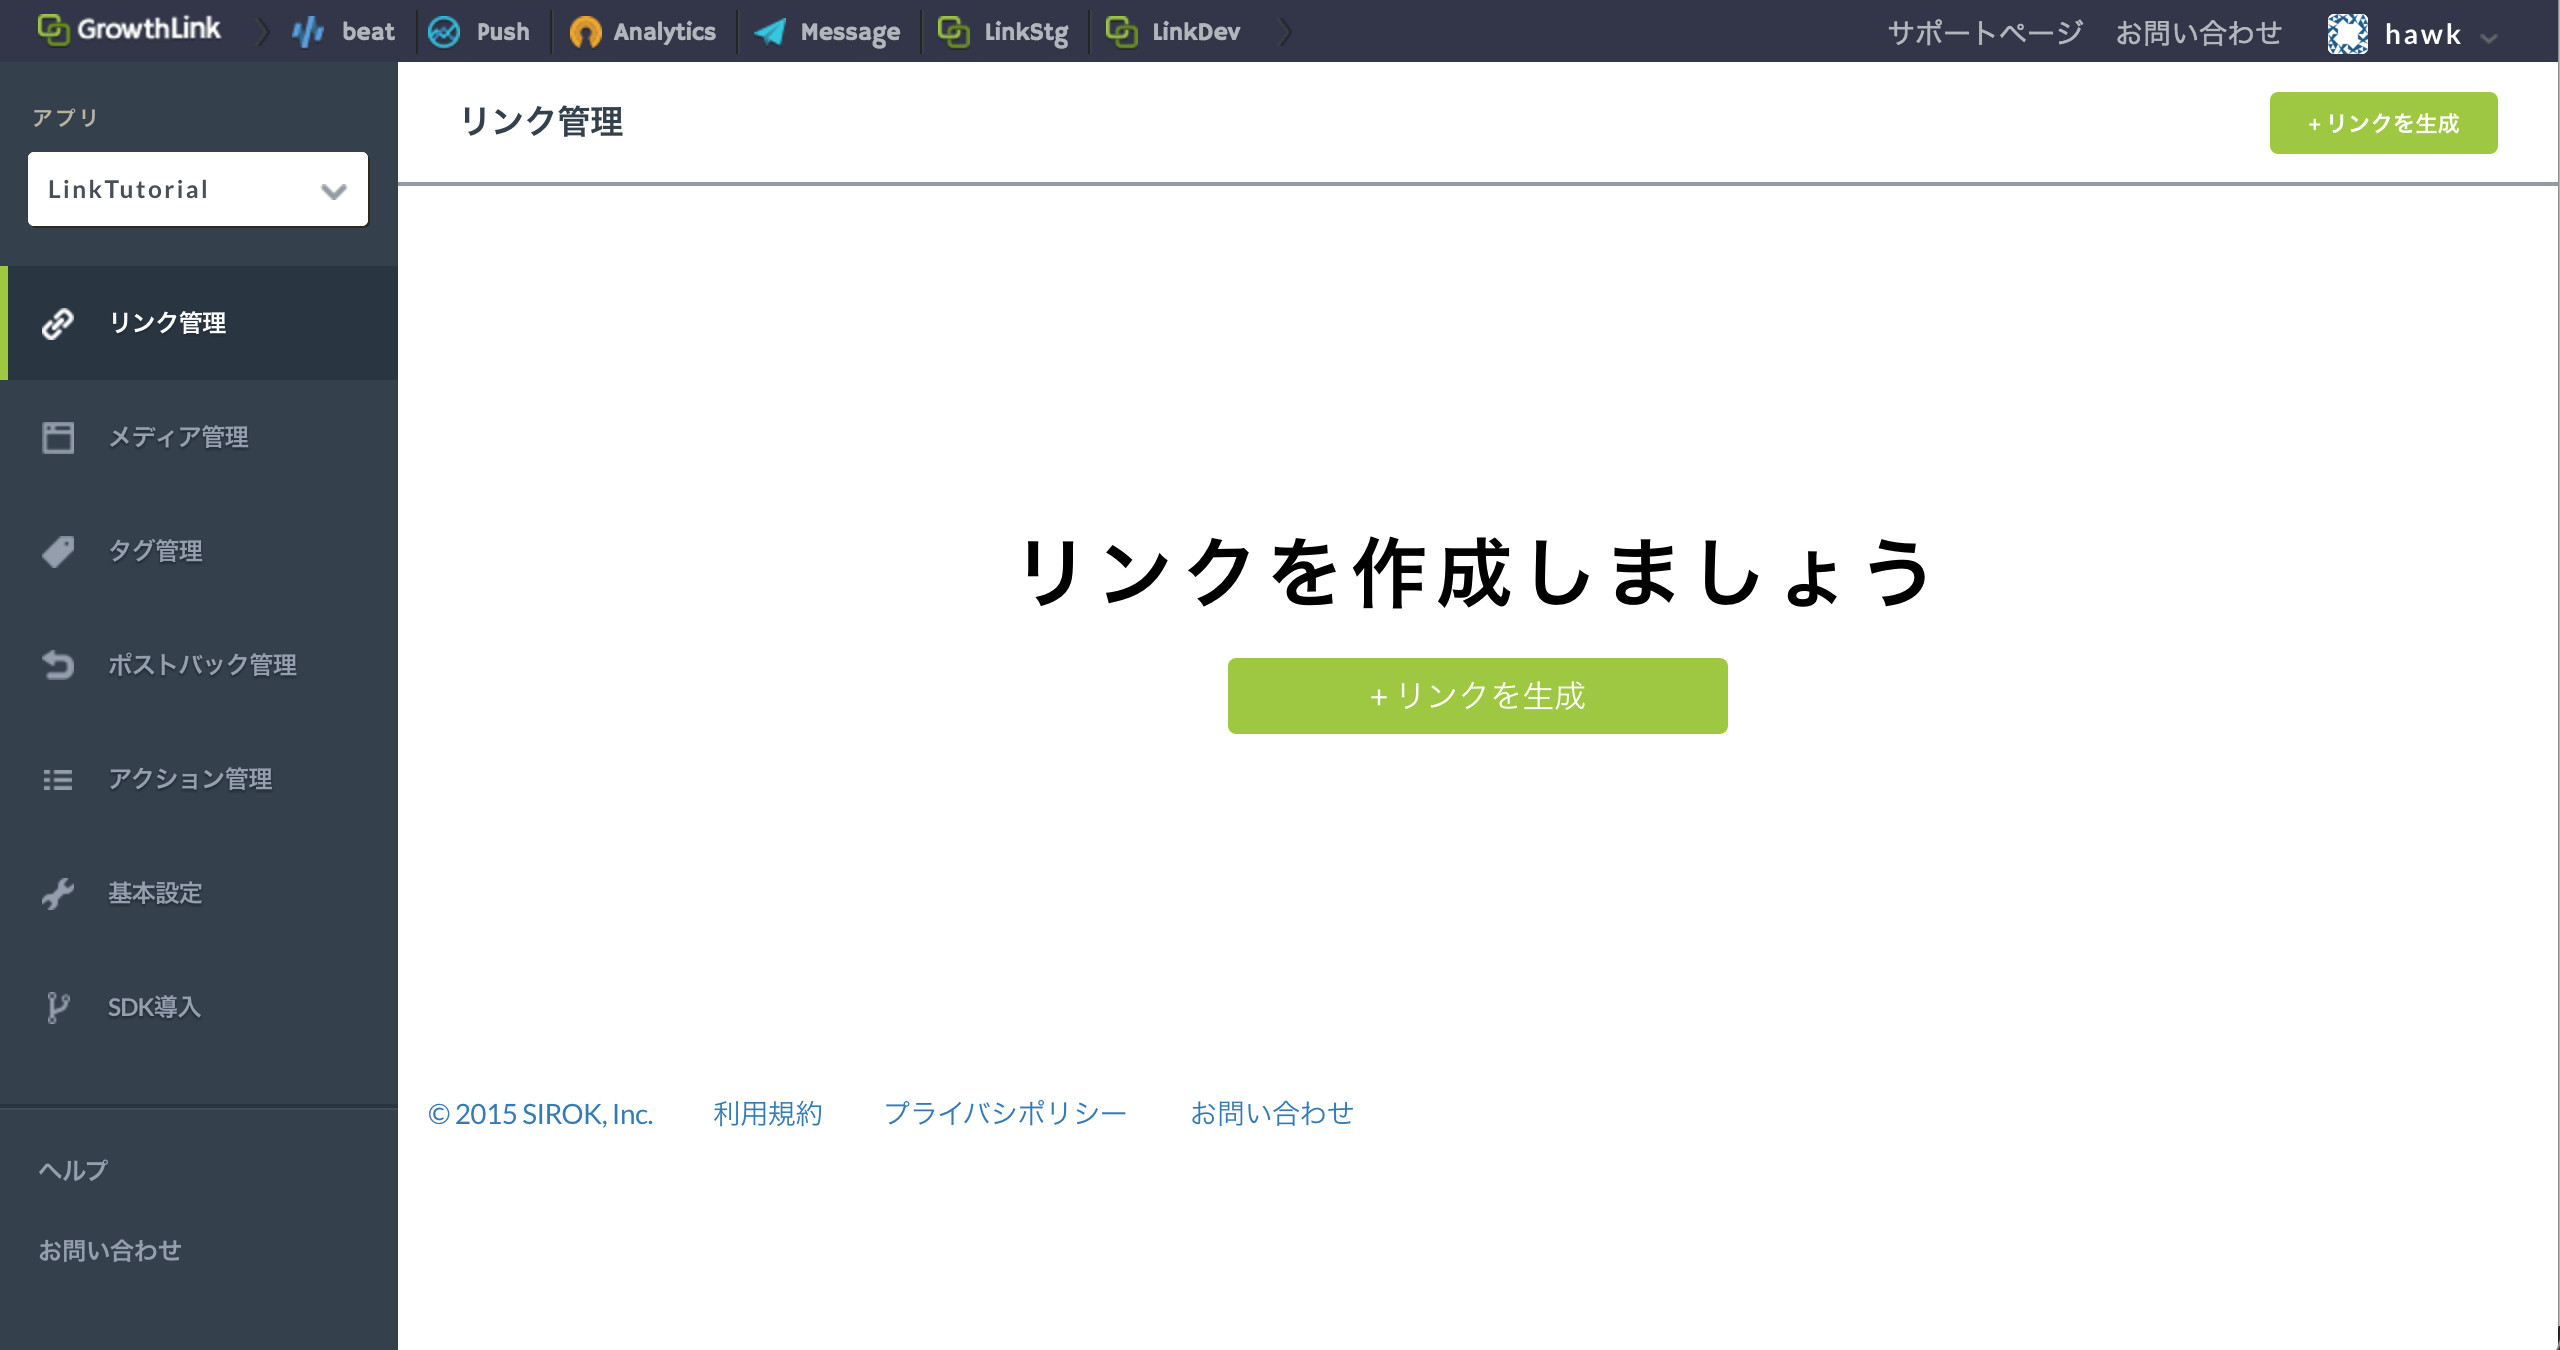 GrowthLink beat Push Analytics Message LinkStg LinkDev サポートページ お問い合わせ hawk
アプリ
LinkTutorial
リンク管理
メディア管理
タグ管理
ポストバック管理
アクション管理
基本設定
SDK導入
ヘルプ
お問い合わせ
リンク管理
+ リンクを生成
リンクを作成しましょう
+ リンクを生成
© 2015 SIROK, Inc. 利用規約 プライバシポリシー お問い合わせ